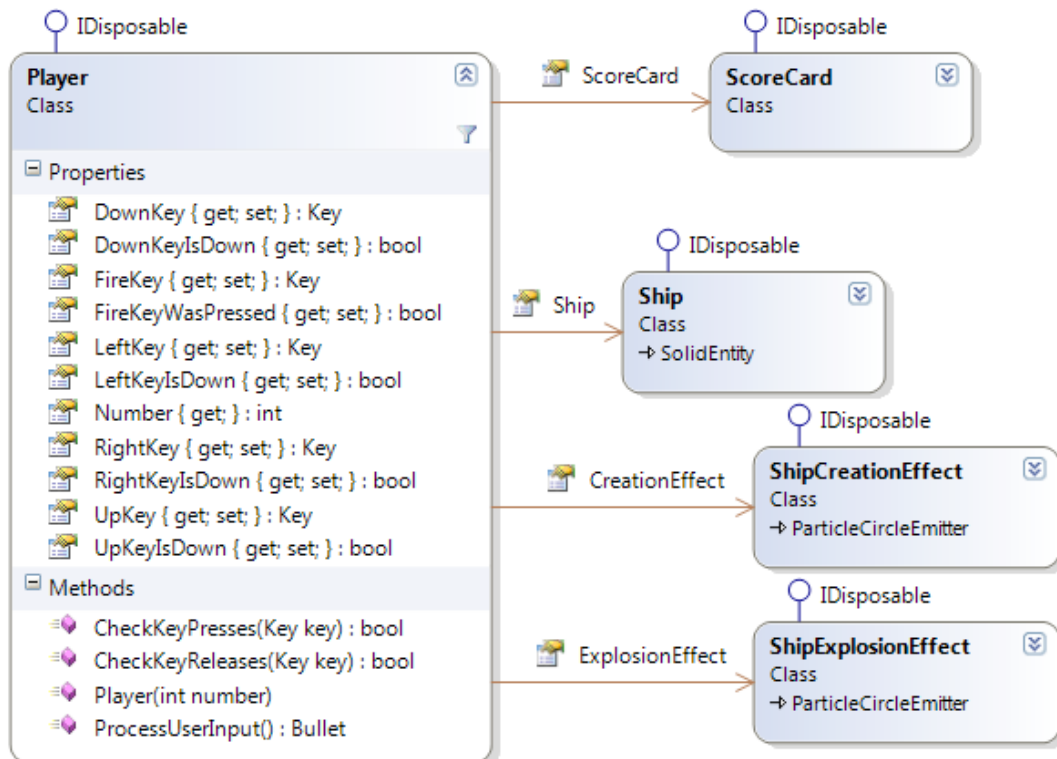 IDisposable
Player
Class
Properties
DownKey { get; set; } : Key
DownKeyIsDown { get; set; } : bool
FireKey { get; set; } : Key
FireKeyWasPressed { get; set; } : bool
LeftKey { get; set; } : Key
LeftKeyIsDown { get; set; } : bool
Number { get; } : int
RightKey { get; set; } : Key
RightKeyIsDown { get; set; } : bool
UpKey { get; set; } : Key
UpKeyIsDown { get; set; } : bool
Methods
CheckKeyPresses(Key key) : bool
CheckKeyReleases(Key key) : bool
Player(int number)
ProcessUserInput() : Bullet
ScoreCard
IDisposable
ScoreCard
Class
Ship
IDisposable
Ship
Class
SolidEntity
CreationEffect
IDisposable
ShipCreationEffect
Class
ParticleCircleEmitter
ExplosionEffect
IDisposable
ShipExplosionEffect
Class
ParticleCircleEmitter